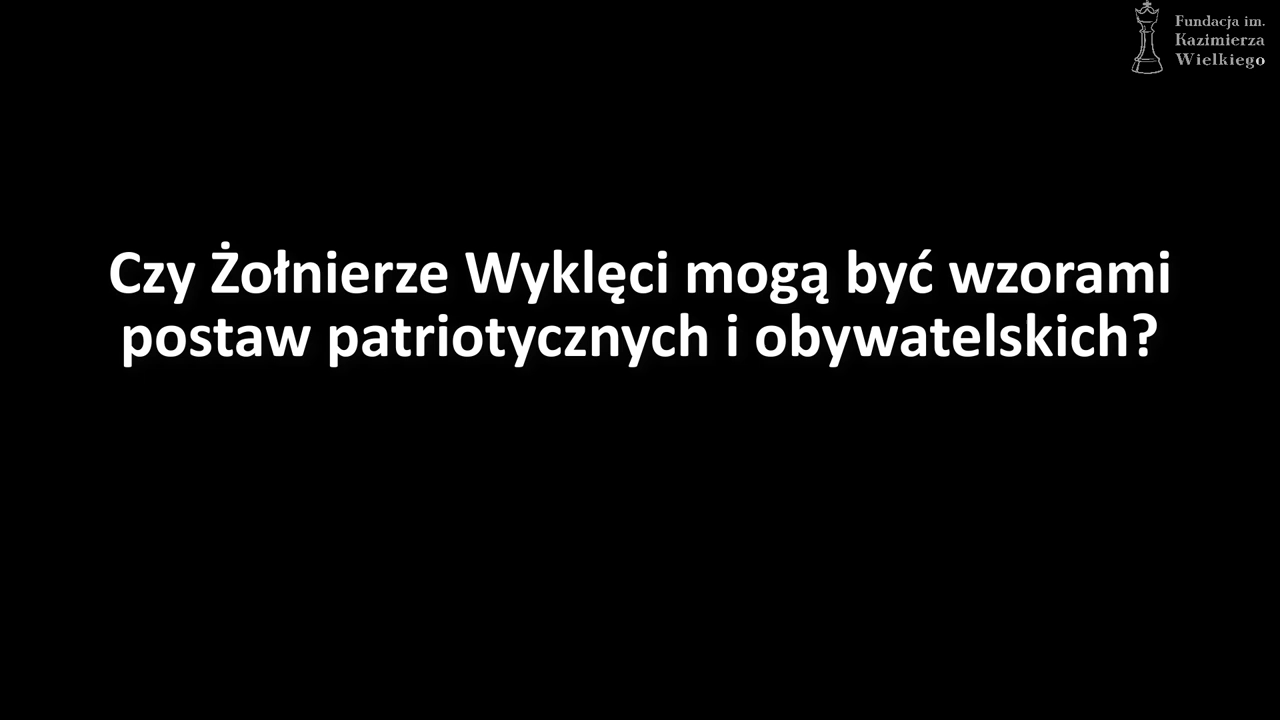 Fundacja im.
Kazimierza
Wielkiego
Czy Żołnierze Wyklęci mogą być wzorami
postaw patriotycznych i obywatelskich?